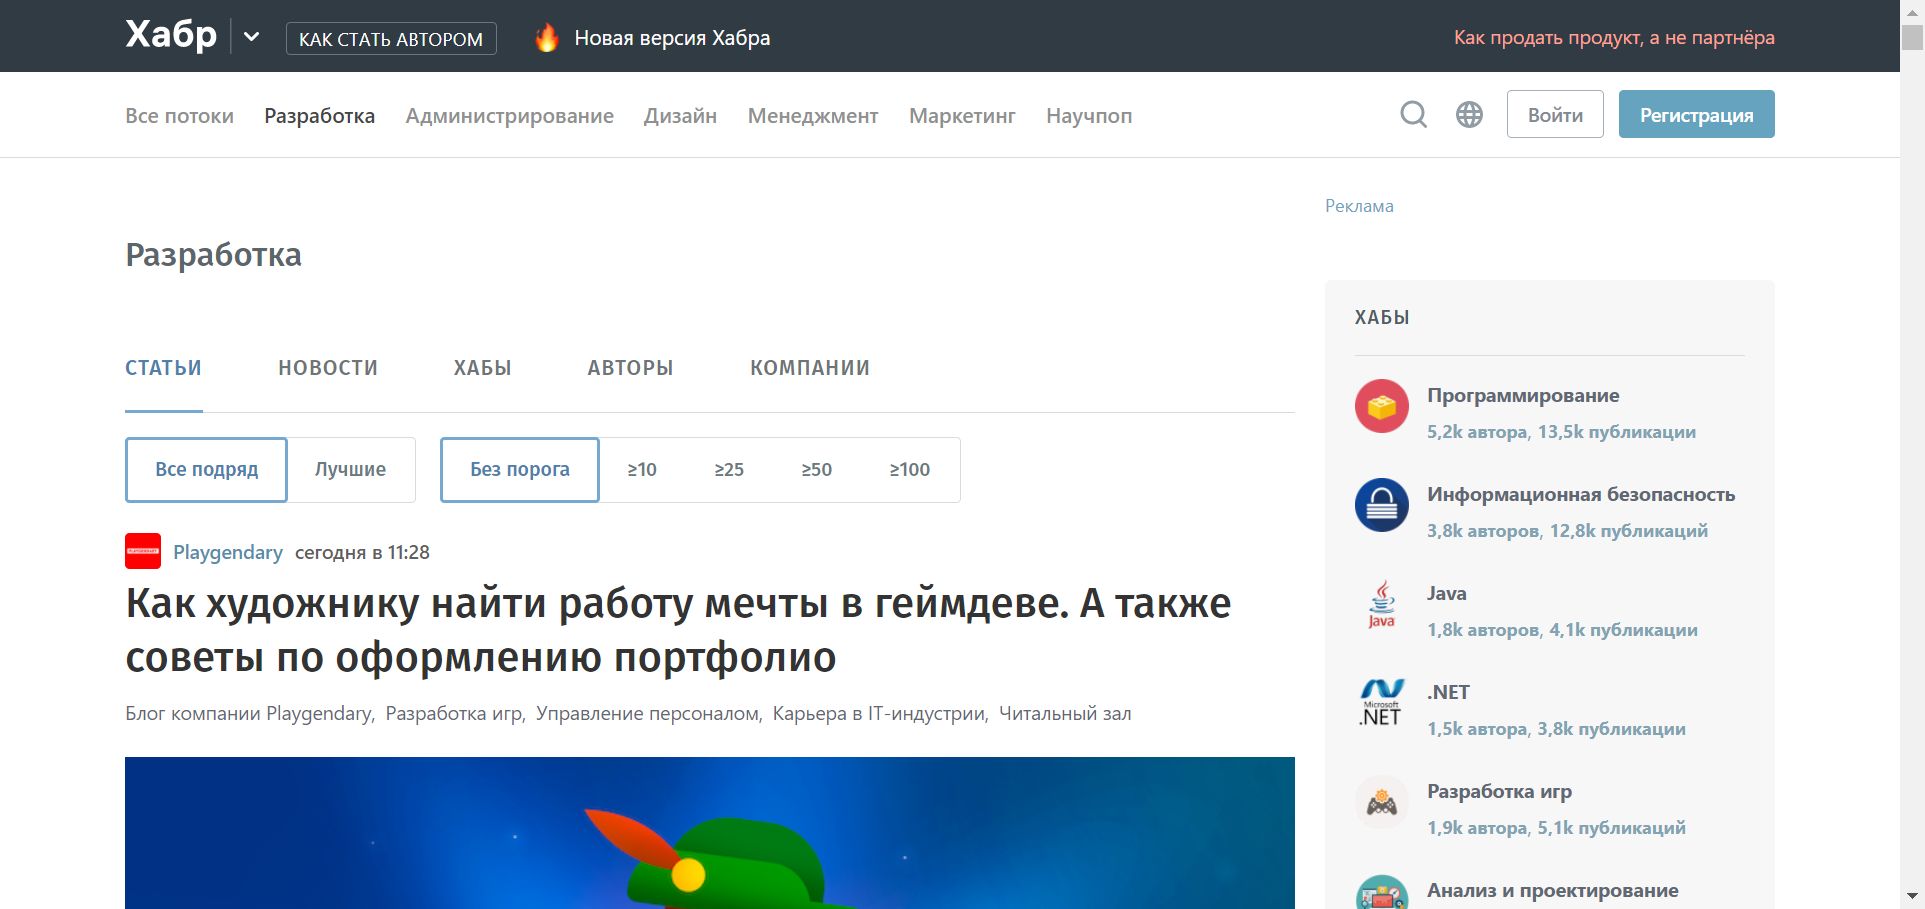 Хабр
КАК СТАТЬ АВТОРОМ
Новая версия Хабра
Как продать продукт, а не партнёра
Все потоки Разработка Администрирование Дизайн Менеджмент Маркетинг Научпоп
Войти
Регистрация
Реклама
Разработка
СТАТЬИ НОВОСТИ ХАБЫ АВТОРЫ КОМПАНИИ
Все подряд Лучшие Без порога ≥10 ≥25 ≥50 ≥100
Playgendary сегодня в 11:28
Как художнику найти работу мечты в геймдеве. А также
советы по оформлению портфолио
Блог компании Playgendary, Разработка игр, Управление персоналом, Карьера в IT-индустрии, Читальный зал
ХАБЫ
Программирование
5,2k автора, 13,5k публикации
Информационная безопасность
3,8k авторов, 12,8k публикаций
Java
Java
1,8k авторов, 4,1k публикации
Microsoft
.NET
.NET
1,5k автора, 3,8k публикации
Разработка игр
1,9k автора, 5,1k публикаций
Анализ и проектирование